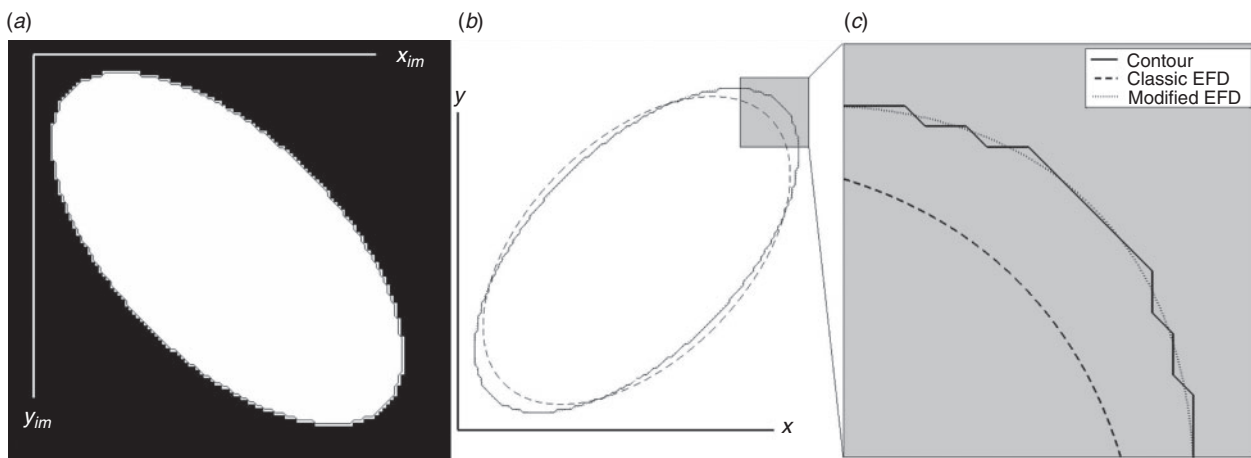 (a)
x_im
y_im
(b)
y
x
(c)
Contour
Classic EFD
Modified EFD